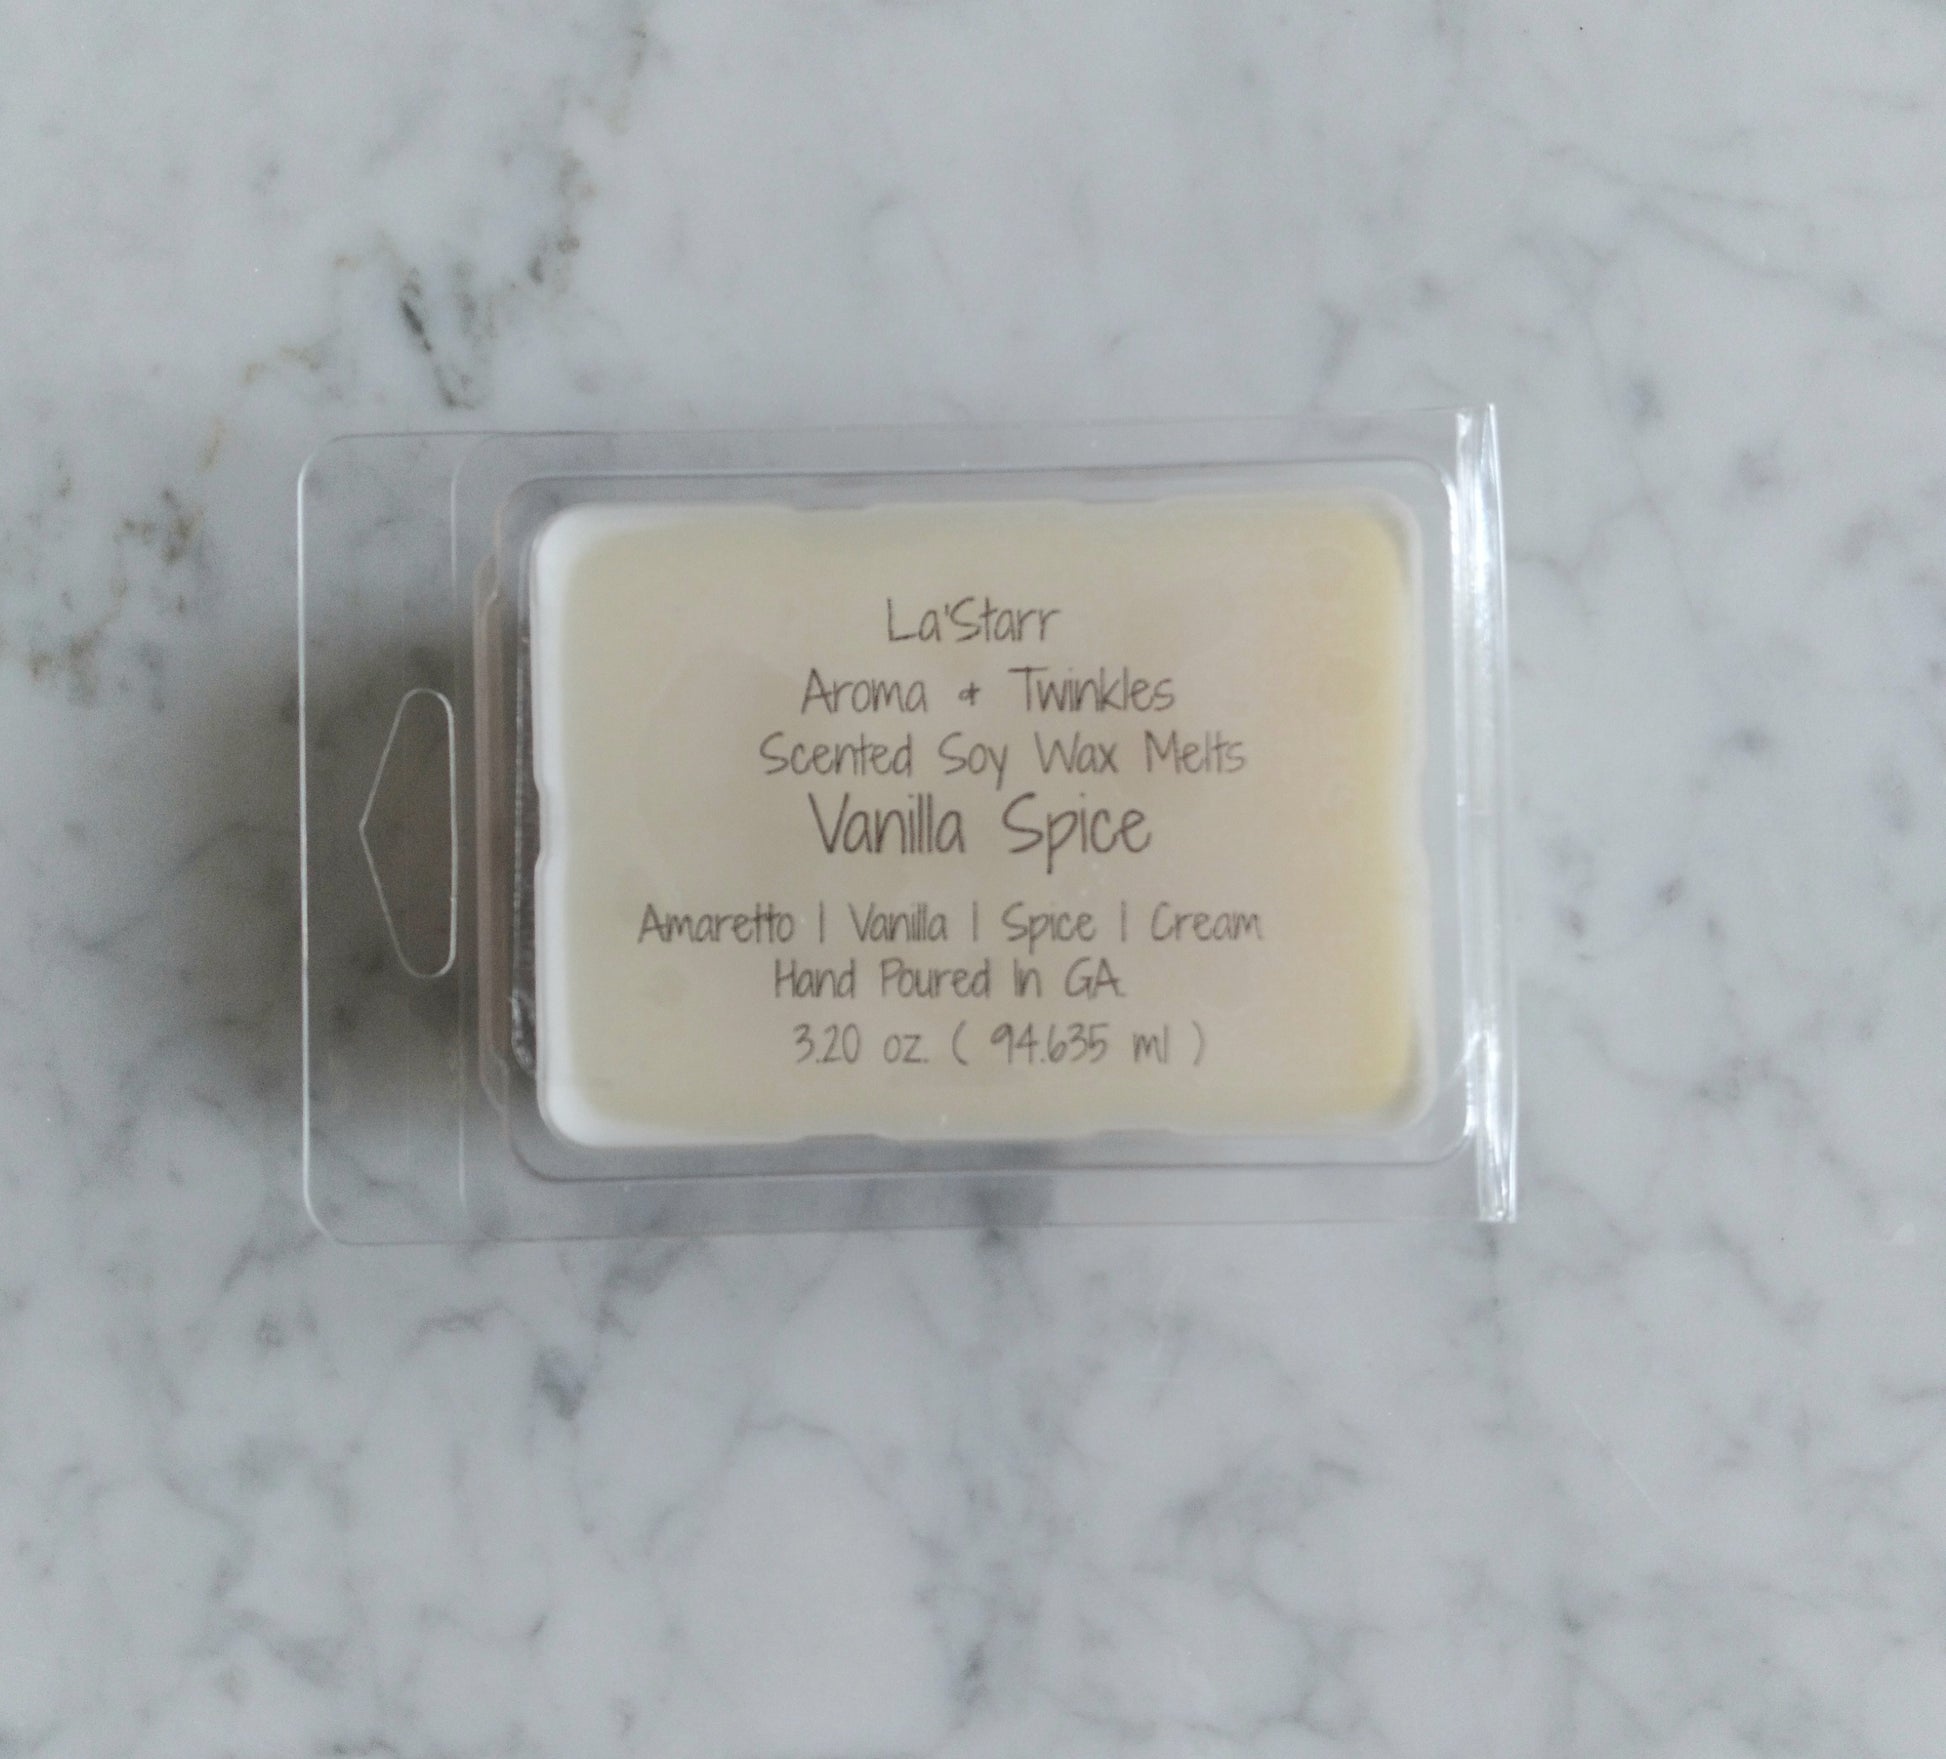 La'Starr
Aroma & Twinkles
Scented Soy Wax Melts
Vanilla Spice
Amaretto | Vanilla | Spice | Cream
Hand Poured In GA.
3.20 oz. ( 94.635 ml )